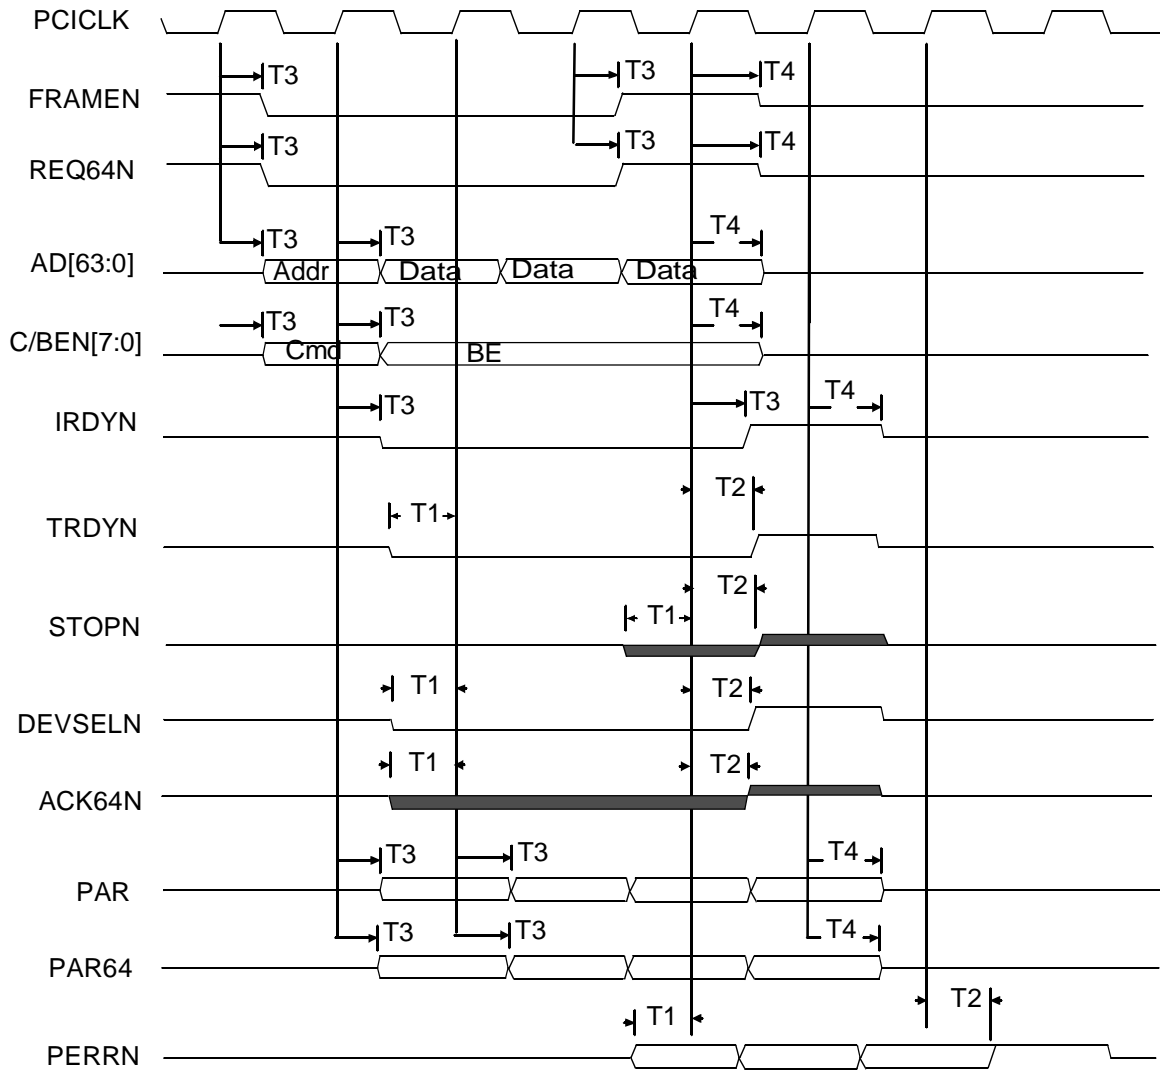 PCICLK
T3 T3 T4
FRAMEN
T3 T3 T4
REQ64N
T3 T3 T4
AD[63:0] Addr Data Data Data
T3 T3 T4
C/BEN[7:0] Cmd BE
T3 T3 T4
IRDYN
T1 T2
TRDYN
T1 T2
STOPN
T1 T2
DEVSELN
T1 T2
ACK64N
T3 T3 T4
PAR
T3 T3 T4
PAR64
T1 T2
PERRN